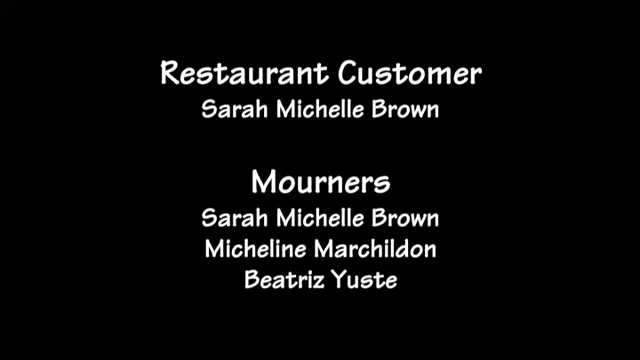 Restaurant Customer
Sarah Michelle Brown
Mourners
Sarah Michelle Brown
Micheline Marchildon
Beatriz Yuste